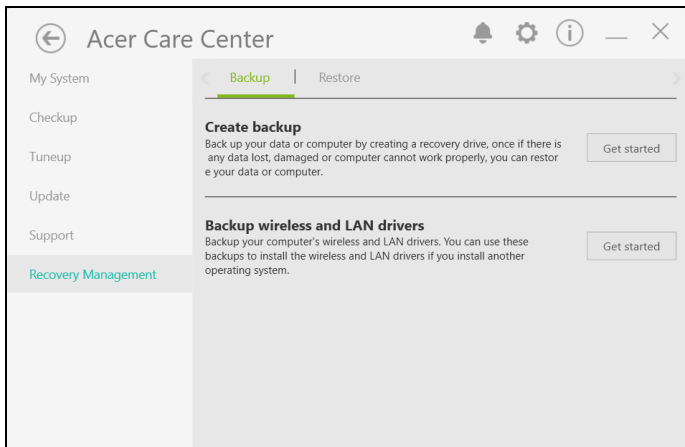 Acer Care Center
My System
Checkup
Tuneup
Update
Support
Recovery Management
Backup | Restore
Create backup
Back up your data or computer by creating a recovery drive, once if there is
any data lost, damaged or computer cannot work properly, you can restor
e your data or computer.
Get started
Backup wireless and LAN drivers
Backup your computer's wireless and LAN drivers. You can use these
backups to install the wireless and LAN drivers if you install another
operating system.
Get started